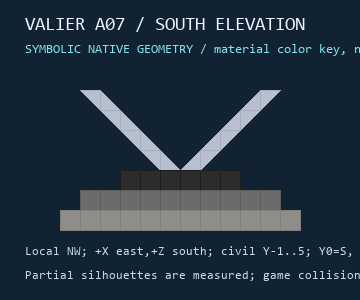 VALIER A07 / SOUTH ELEVATION
SYMBOLIC NATIVE GEOMETRY / material color key, n
Local NW; +X east,+Z south; civil Y-1..5; Y0=S,
Partial silhouettes are measured; game collision